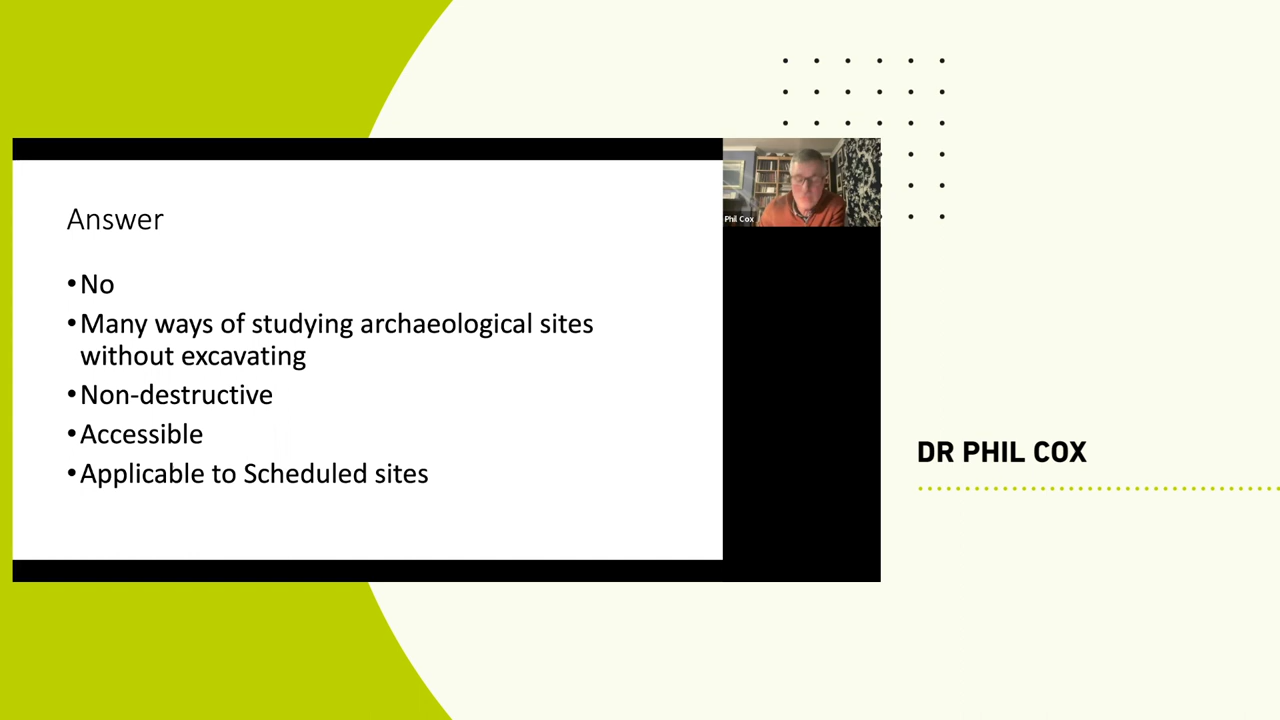 Answer
•No
•Many ways of studying archaeological sites
without excavating
•Non-destructive
•Accessible
•Applicable to Scheduled sites
Phil Cox
DR PHIL COX